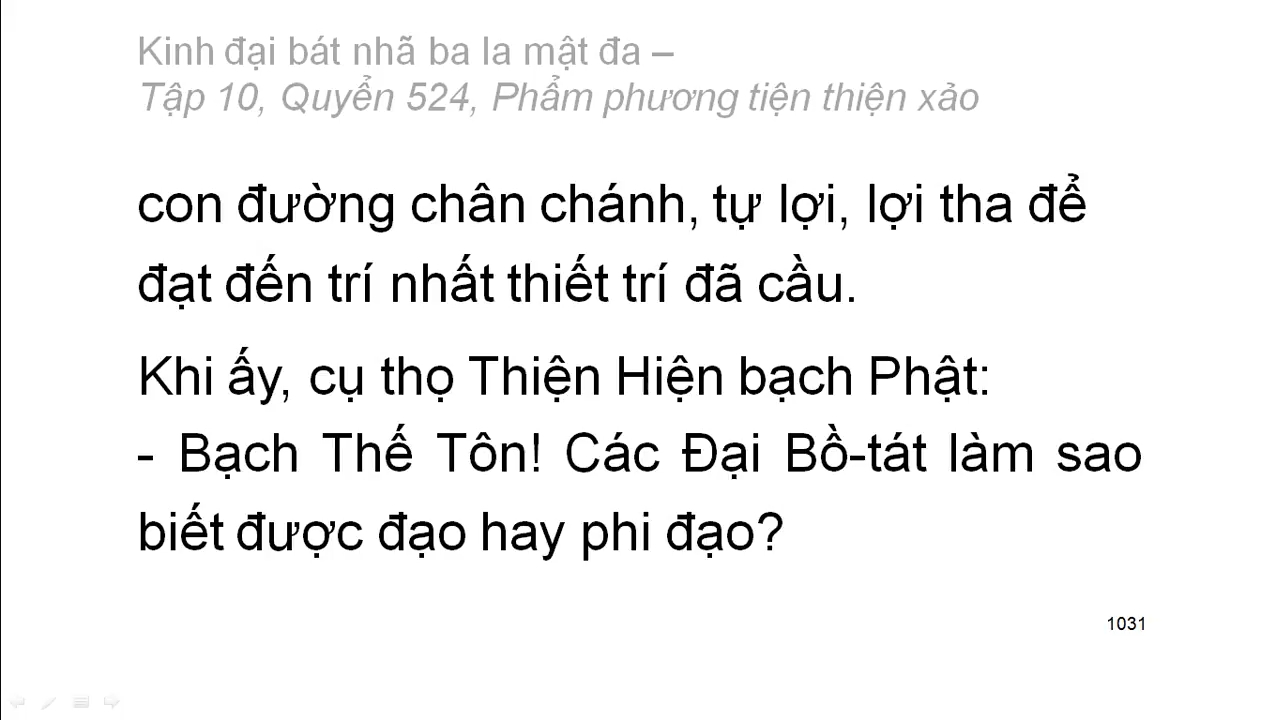 Kinh đại bát nhã ba la mật đa –
Tập 10, Quyển 524, Phẩm phương tiện thiện xảo
con đường chân chánh, tự lợi, lợi tha để
đạt đến trí nhất thiết trí đã cầu.
Khi ấy, cụ thọ Thiện Hiện bạch Phật:
- Bạch Thế Tôn! Các Đại Bồ-tát làm sao
biết được đạo hay phi đạo?
1031